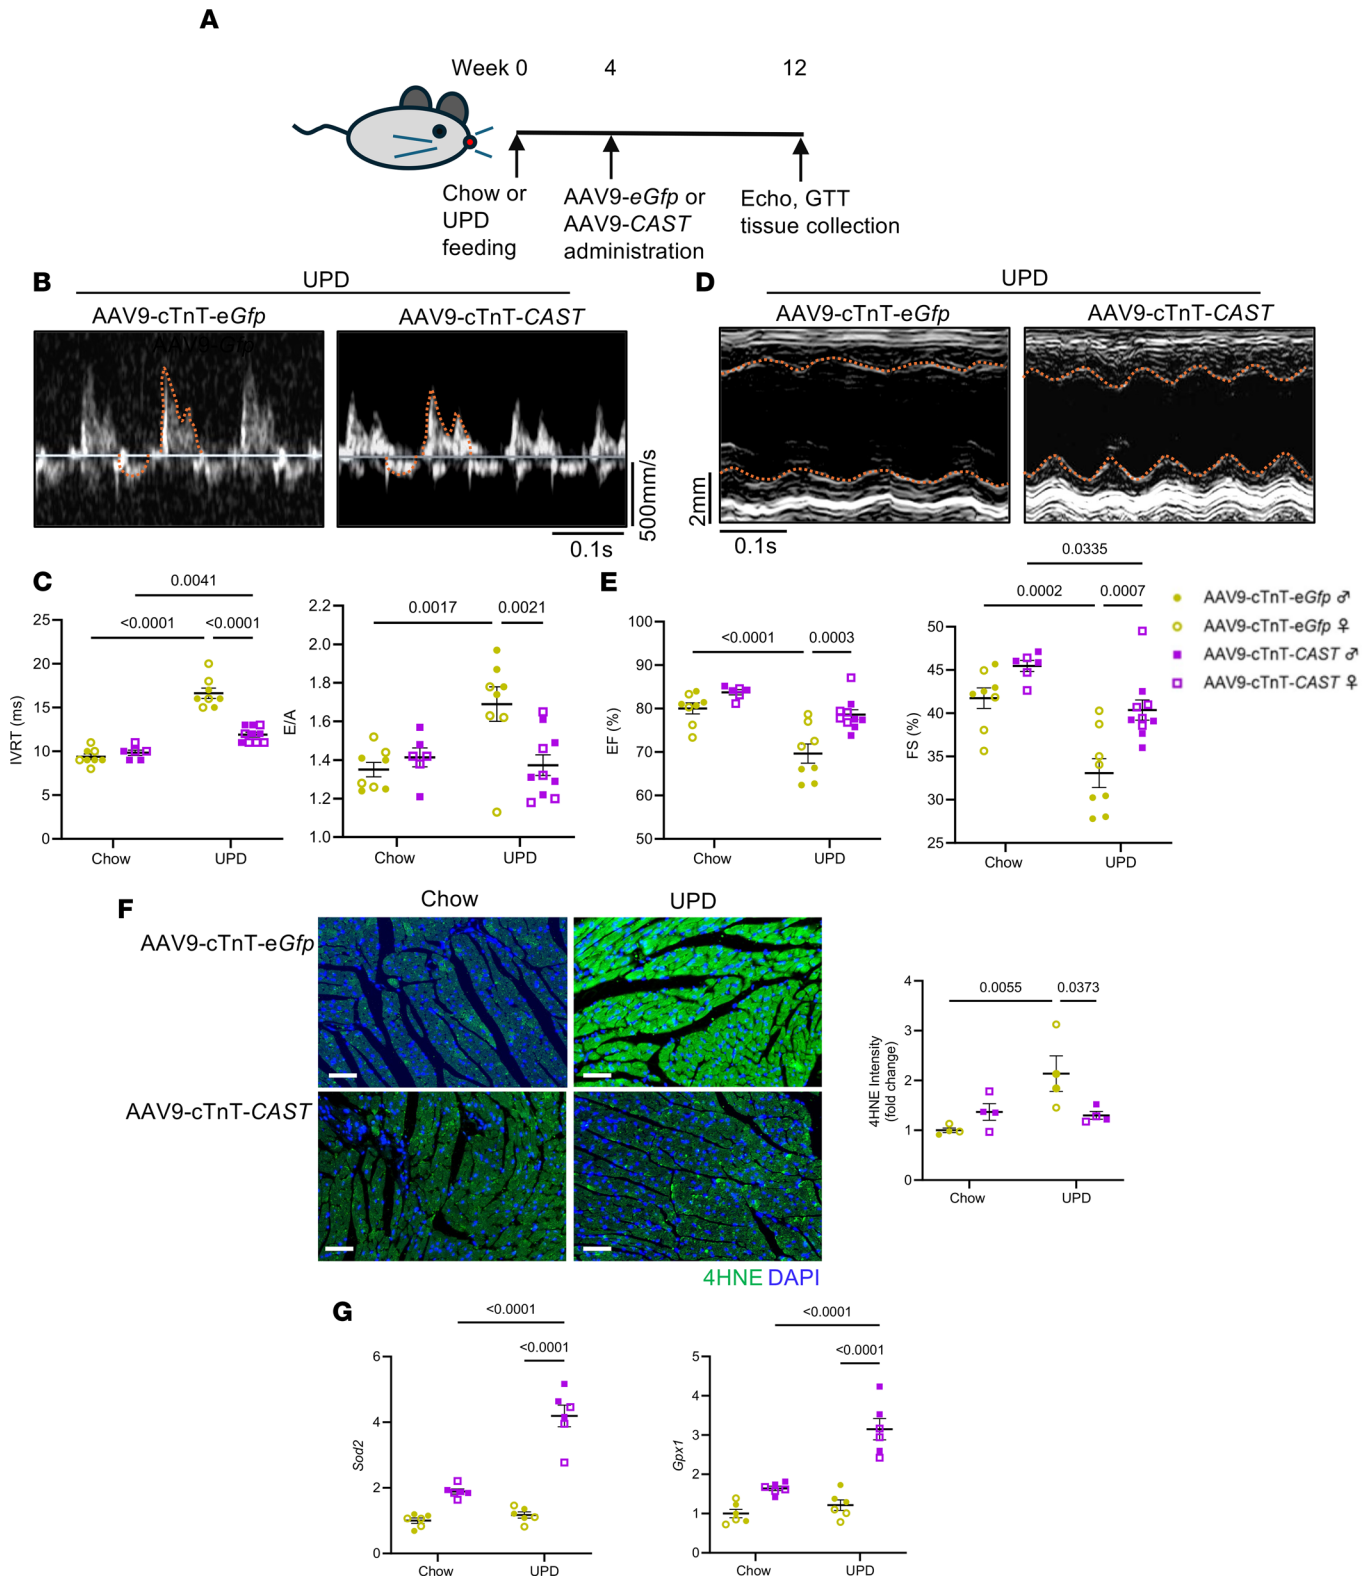 A
Week 0 4 12
Chow or
UPD
feeding
AAV9-eGfp or
AAV9-CAST
administration
Echo, GTT
tissue collection
B
UPD
AAV9-cTnT-eGfp
AAV9-Gfp
AAV9-cTnT-CAST
500mm/s
0.1s
D
UPD
AAV9-cTnT-eGfp
AAV9-cTnT-CAST
2mm
0.1s
C
0.0041
<0.0001
<0.0001
25
20
15
10
5
0
IVRT (ms)
Chow
UPD
0.0017
0.0021
2.2
2.0
1.8
1.6
1.4
1.2
1.0
E/A
Chow
UPD
E
<0.0001
0.0003
100
90
80
70
60
50
EF (%)
Chow
UPD
0.0335
0.0002
0.0007
50
45
40
35
30
25
FS (%)
Chow
UPD
AAV9-cTnT-eGfp ♂
AAV9-cTnT-eGfp ♀
AAV9-cTnT-CAST ♂
AAV9-cTnT-CAST ♀
F
Chow
UPD
AAV9-cTnT-eGfp
AAV9-cTnT-CAST
4HNE DAPI
0.0055
0.0373
4
3
2
1
0
4HNE Intensity
(fold change)
Chow
UPD
G
<0.0001
<0.0001
6
4
2
0
Sod2
Chow
UPD
<0.0001
<0.0001
5
4
3
2
1
0
Gpx1
Chow
UPD